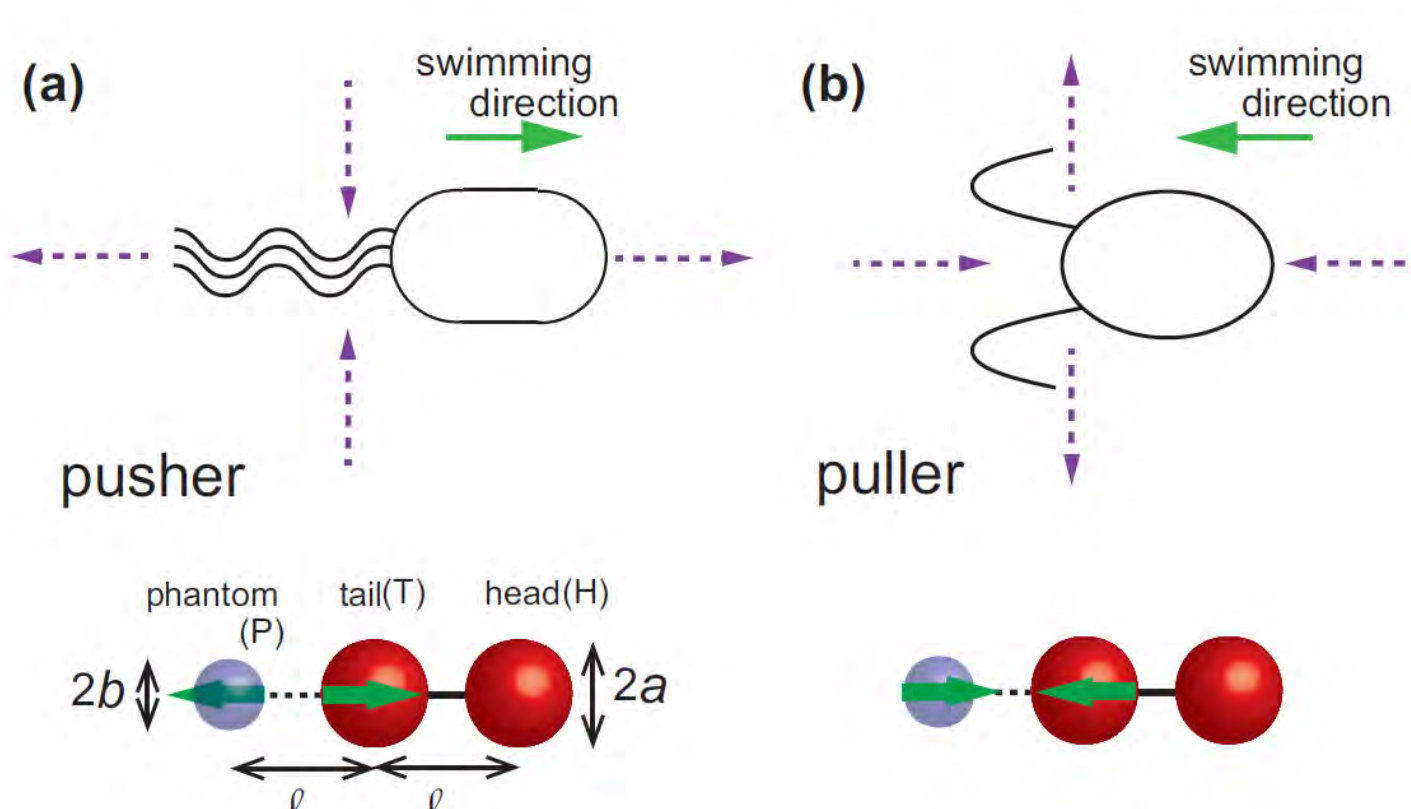 (a)
swimming
direction
pusher
phantom
(P)
tail(T)
head(H)
2b
2a
ℓ
ℓ
(b)
swimming
direction
puller